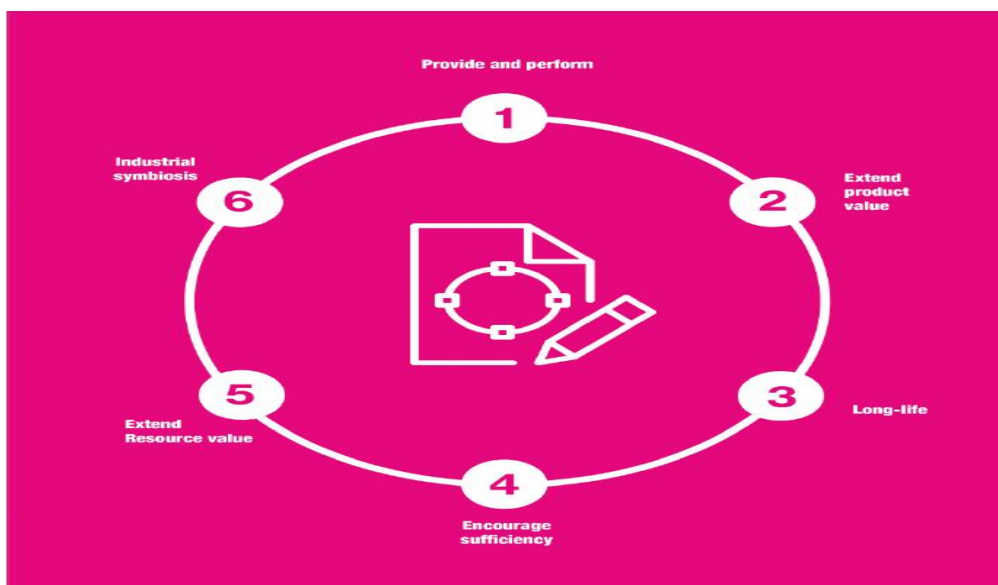 Provide and perform
1
2
Extend
product
value
3
Long-life
4
Encourage
sufficiency
5
Extend
Resource value
6
Industrial
symbiosis